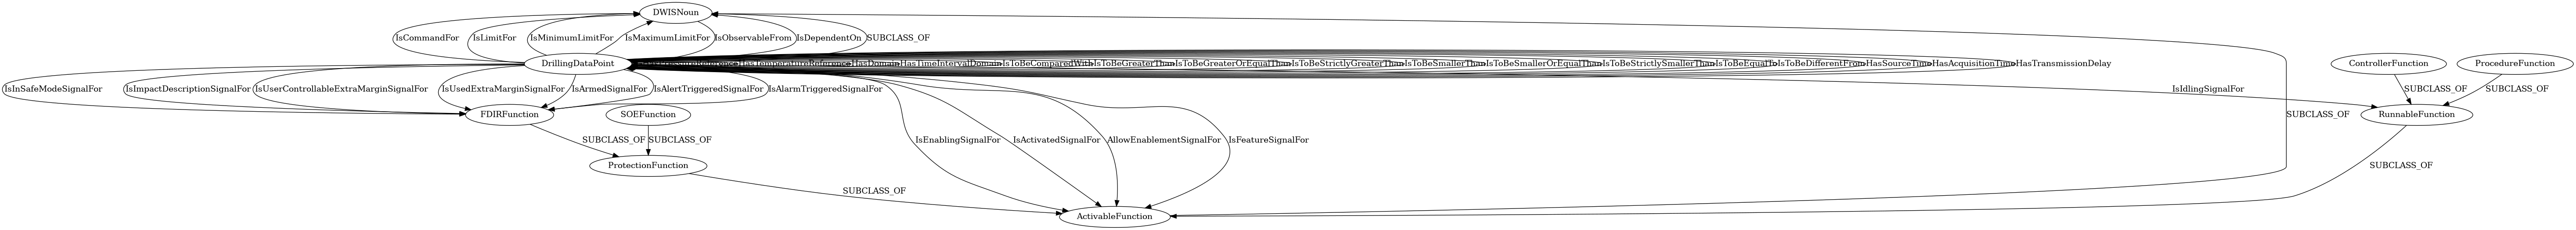 DWISNoun
IsCommandFor
IsLimitFor
IsMinimumLimitFor
IsMaximumLimitFor
IsObservableFrom
IsDependentOn
SUBCLASS_OF
DrillingDataPoint
HasTemperatureReference
HasDomain
HasTimeIntervalDomain
IsToBeComparedWith
IsToBeGreaterThan
IsToBeGreaterOrEqualThan
IsToBeStrictlyGreaterThan
IsToBeSmallerThan
IsToBeSmallerOrEqualThan
IsToBeStrictlySmallerThan
IsToBeEqualTo
IsToBeDifferentFrom
HasSourceTime
HasAcquisitionTime
HasTransmissionDelay
ControllerFunction
ProcedureFunction
IsInSafeModeSignalFor
IsImpactDescriptionSignalFor
IsUserControllableExtraMarginSignalFor
IsUsedExtraMarginSignalFor
IsArmedSignalFor
IsAlertTriggeredSignalFor
IsAlarmTriggeredSignalFor
IsIdlingSignalFor
SUBCLASS_OF
SUBCLASS_OF
FDIRFunction
SOEFunction
SUBCLASS_OF
RunnableFunction
SUBCLASS_OF
SUBCLASS_OF
IsEnablingSignalFor
IsActivatedSignalFor
AllowEnablementSignalFor
IsFeatureSignalFor
ProtectionFunction
SUBCLASS_OF
SUBCLASS_OF
ActivableFunction